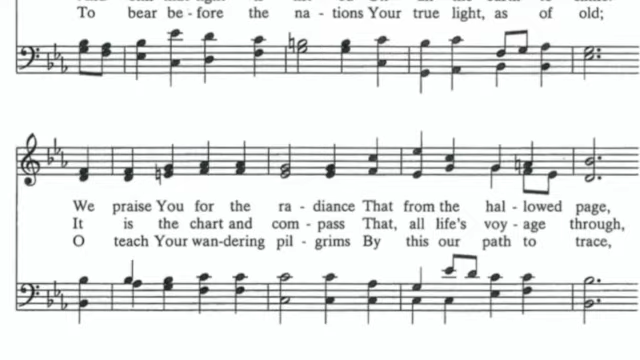 To bear be - fore the na - tions Your true light, as of old;
We praise You for the ra - diance That from the hal - lowed page,
It is the chart and com - pass That, all life's voy - age through,
O teach Your wan-dering pil - grims By this our path to trace,